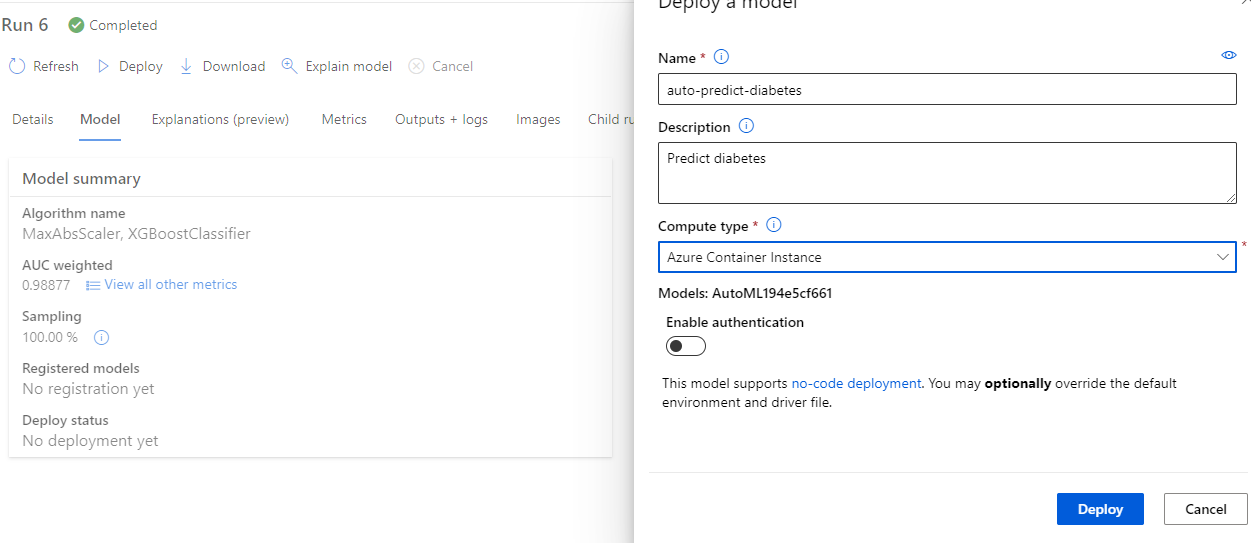 Run 6 Completed
Refresh Deploy Download Explain model Cancel
Details Model Explanations (preview) Metrics Outputs + logs Images Child ru
Model summary
Algorithm name
MaxAbsScaler, XGBoostClassifier
AUC weighted
0.98877 View all other metrics
Sampling
100.00 %
Registered models
No registration yet
Deploy status
No deployment yet
Deploy a model
Name *
auto-predict-diabetes
Description
Predict diabetes
Compute type *
Azure Container Instance
*
Models: AutoML194e5cf661
Enable authentication
This model supports no-code deployment. You may optionally override the default
environment and driver file.
Deploy Cancel